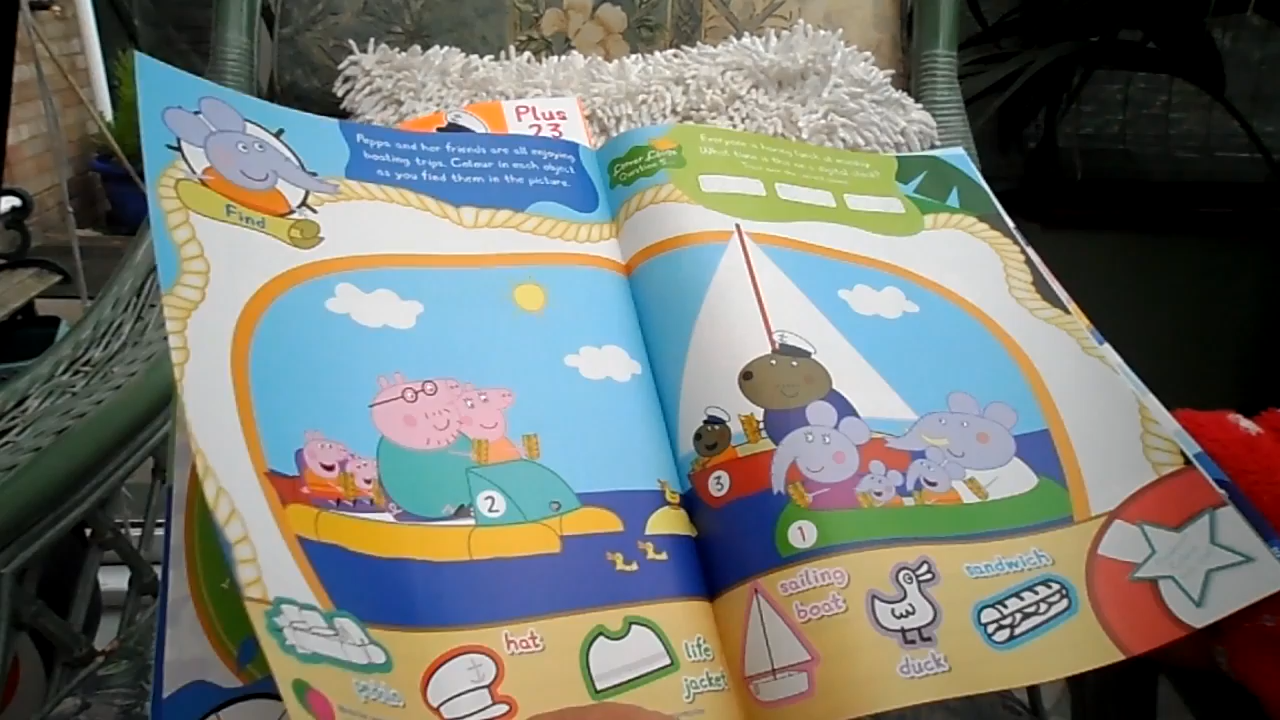 Plus
23
Find
Peppa and her friends are all enjoying
boating trips. Colour in each object
as you find them in the picture.
Everyone is having lunch at midday.
What time is this in digital clock?
2
3
1
hat
life
jacket
sailing
boat
duck
sandwich